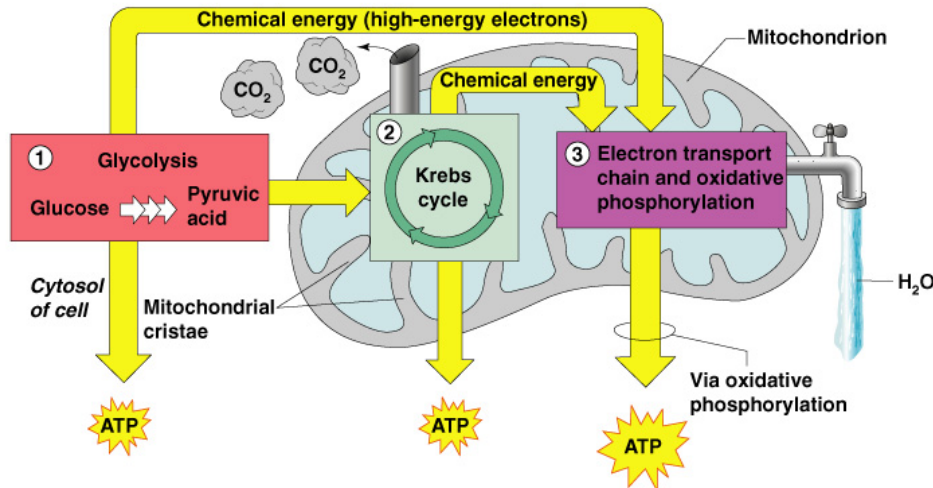 Chemical energy (high-energy electrons)
CO2
CO2
Chemical energy
Mitochondrion
1
Glycolysis
Glucose
Pyruvic
acid
2
Krebs
cycle
3
Electron transport
chain and oxidative
phosphorylation
Cytosol
of cell
Mitochondrial
cristae
H2O
Via oxidative
phosphorylation
ATP
ATP
ATP